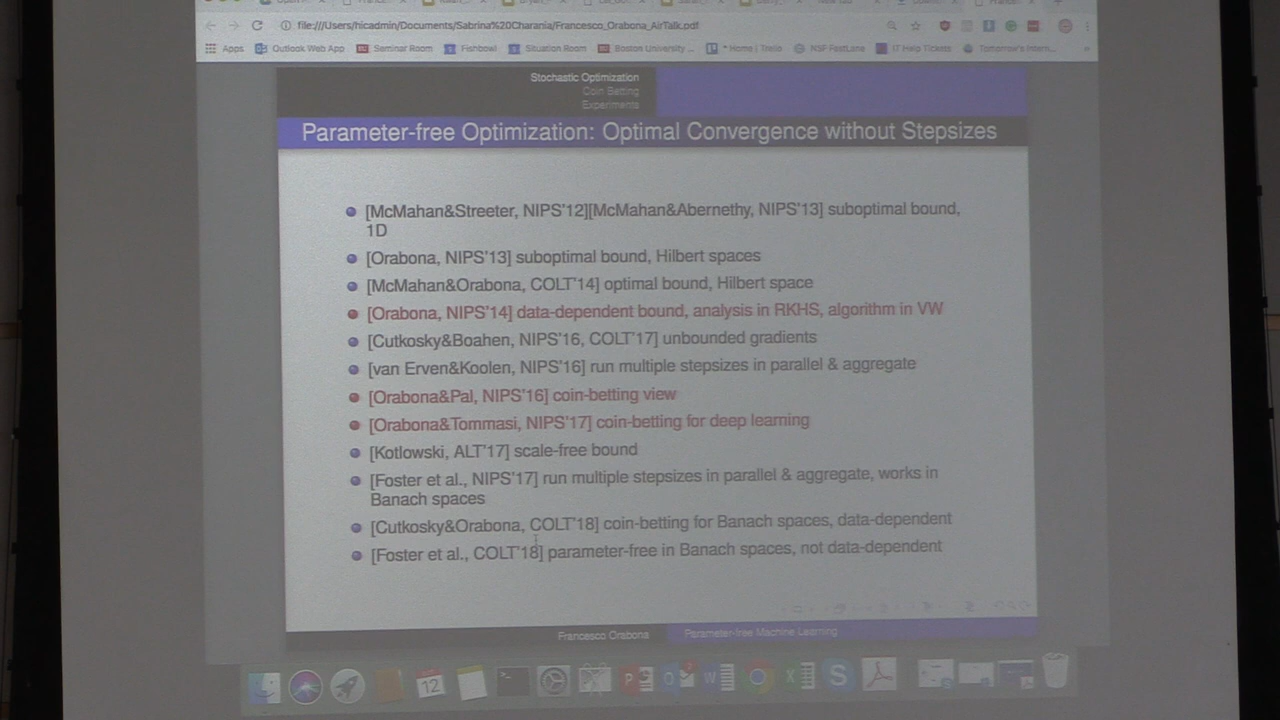 file:///Users/hicadmin/Documents/Sabrina%20Charania/Francesco_Orabona_AirTalk.pdf
Apps Outlook Web App Seminar Room Fishbowl Situation Room Boston University ... * Home | Trello NSF FastLane IT Help Tickets Tomorrow's Intern...
Stochastic Optimization
Coin Betting
Experiments
Parameter-free Optimization: Optimal Convergence without Stepsizes
[McMahan&Streeter, NIPS'12][McMahan&Abernethy, NIPS'13] suboptimal bound,
1D
[Orabona, NIPS'13] suboptimal bound, Hilbert spaces
[McMahan&Orabona, COLT'14] optimal bound, Hilbert space
[Orabona, NIPS'14] data-dependent bound, analysis in RKHS, algorithm in VW
[Cutkosky&Boahen, NIPS'16, COLT'17] unbounded gradients
[van Erven&Koolen, NIPS'16] run multiple stepsizes in parallel & aggregate
[Orabona&Pal, NIPS'16] coin-betting view
[Orabona&Tommasi, NIPS'17] coin-betting for deep learning
[Kotlowski, ALT'17] scale-free bound
[Foster et al., NIPS'17] run multiple stepsizes in parallel & aggregate, works in
Banach spaces
[Cutkosky&Orabona, COLT'18] coin-betting for Banach spaces, data-dependent
[Foster et al., COLT'18] parameter-free in Banach spaces, not data-dependent
Francesco Orabona Parameter-free Machine Learning
12